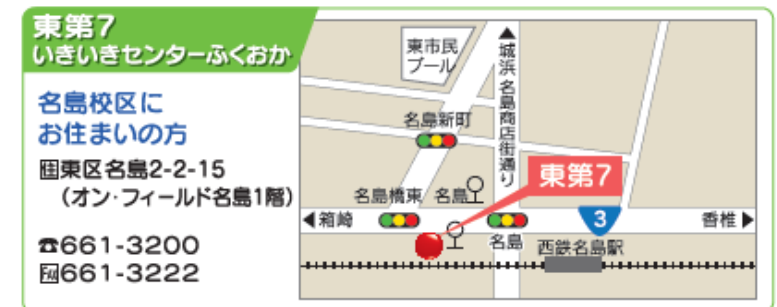 東第7
いきいきセンターふくおか
名島校区に
お住まいの方
住東区名島2-2-15
(オン・フィールド名島1階)
☎661-3200
FAX661-3222
東市民
プール
▲城浜 名島商店街通り
名島新町
東第7
名島橋東
名島
◀箱崎
名島
3
香椎▶
西鉄名島駅